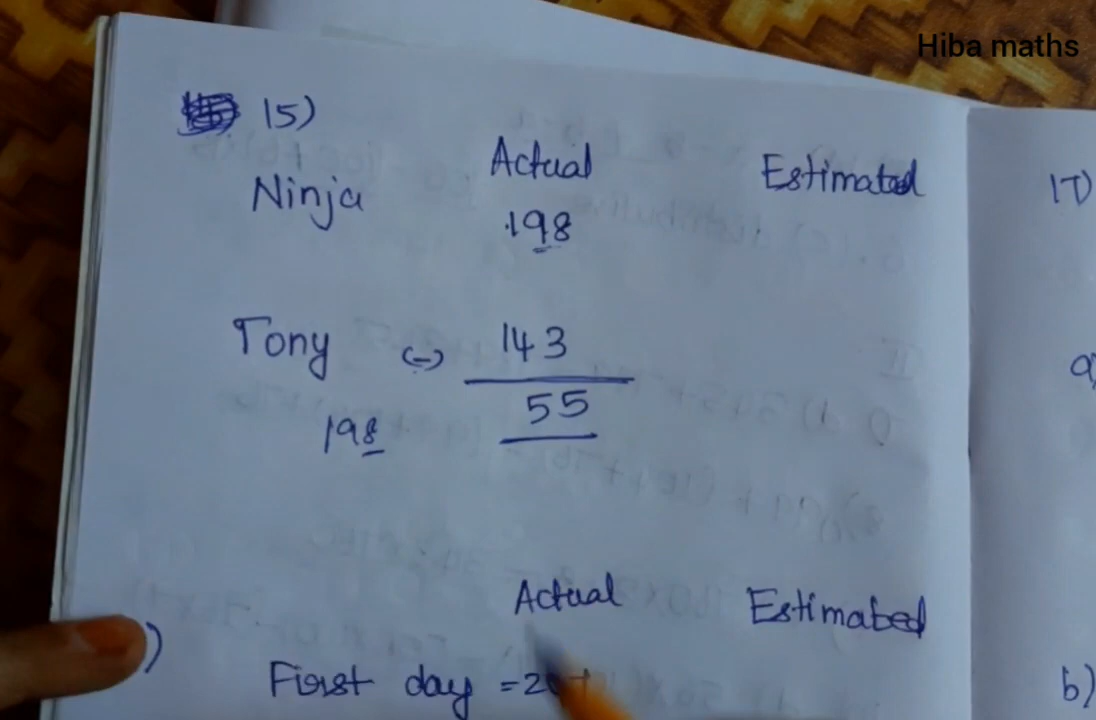 Hiba maths
15)
Actual Estimated
Ninja
198
17)
Tony (-) 143
55
198
Actual Estimated
)
First day =
b)